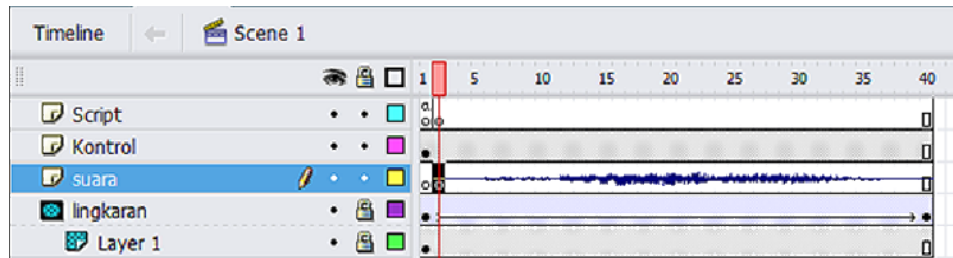 Timeline Scene 1
1 5 10 15 20 25 30 35 40
Script a
Kontrol
suara
lingkaran
Layer 1